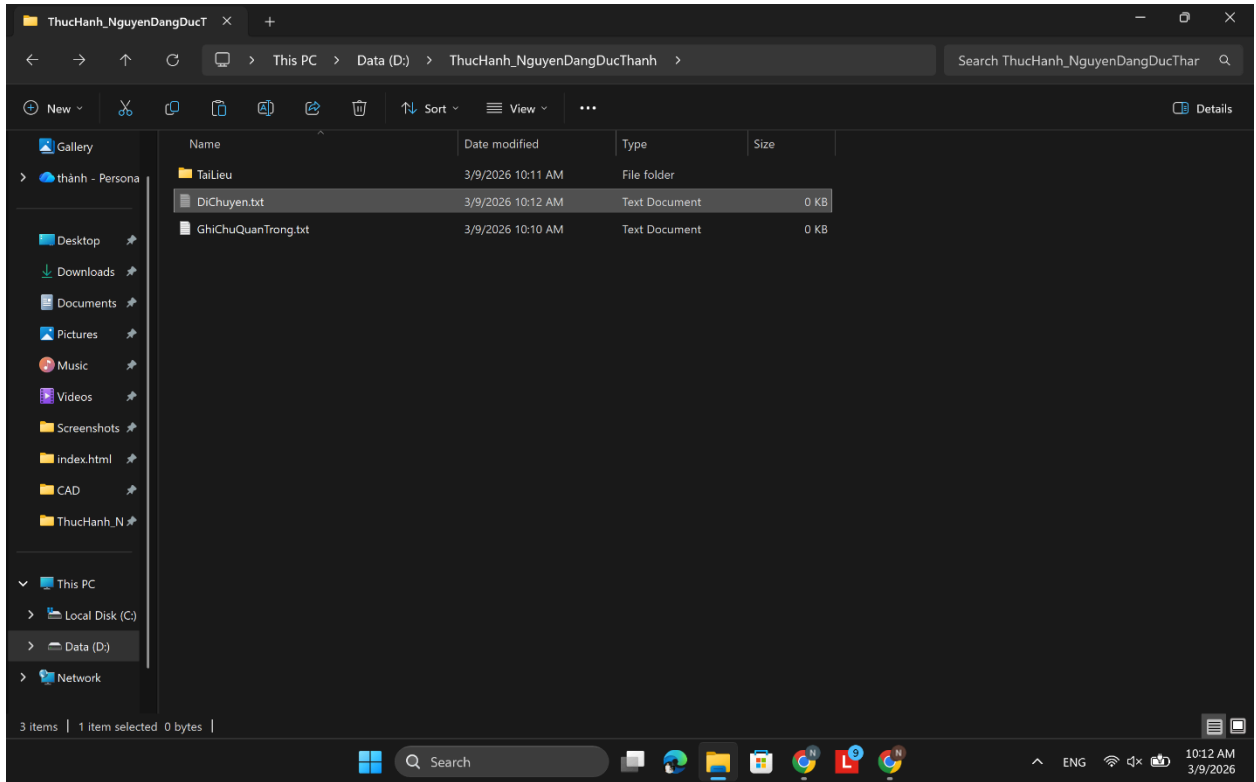 ThucHanh_NguyenDangDucT
This PC > Data (D:) > ThucHanh_NguyenDangDucThanh >
Search ThucHanh_NguyenDangDucThar
New
Sort
View
Details
Name Date modified Type Size
TaiLieu 3/9/2026 10:11 AM File folder
DiChuyen.txt 3/9/2026 10:12 AM Text Document 0 KB
GhiChuQuanTrong.txt 3/9/2026 10:10 AM Text Document 0 KB
Gallery
thành - Persona
Desktop
Downloads
Documents
Pictures
Music
Videos
Screenshots
index.html
CAD
ThucHanh_N
This PC
Local Disk (C:)
Data (D:)
Network
3 items | 1 item selected 0 bytes |
Search
N
L 9
N
ENG
10:12 AM
3/9/2026